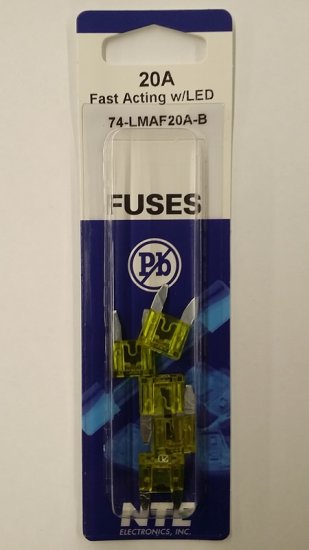 20A
Fast Acting w/LED
74-LMAF20A-B
FUSES
Pb
NTE
ELECTRONICS, INC.